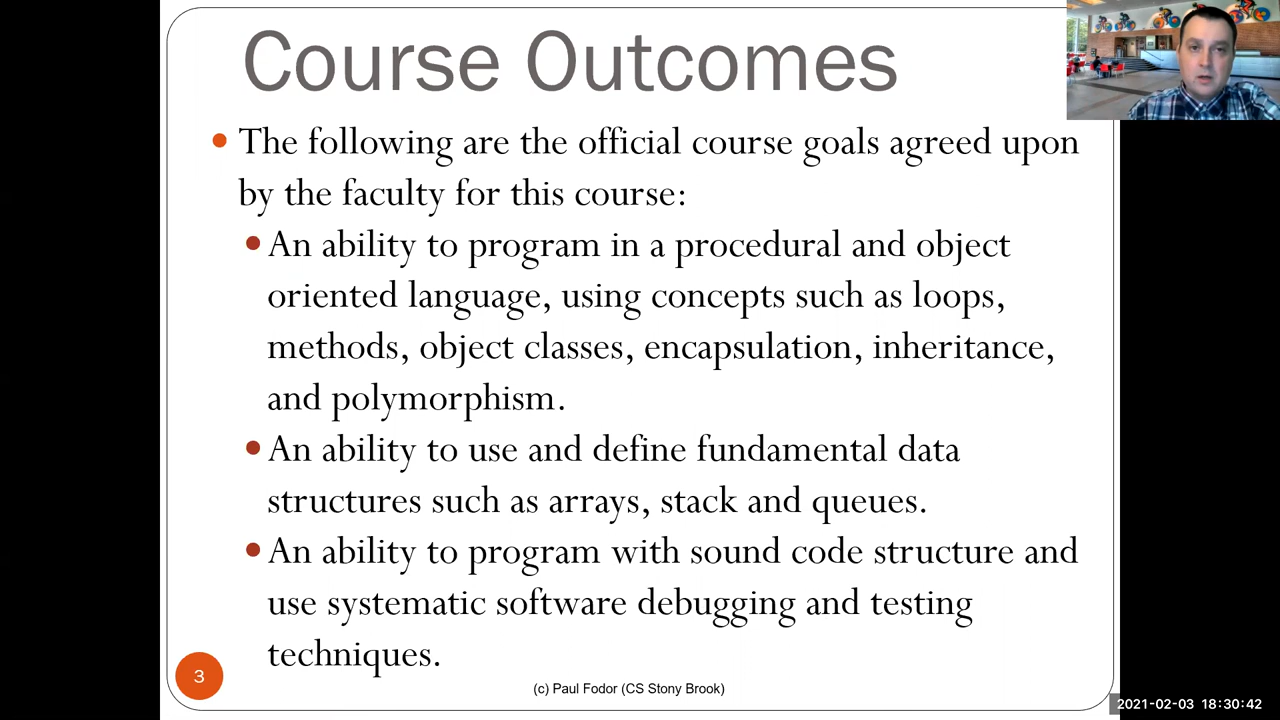 Course Outcomes
• The following are the official course goals agreed upon
by the faculty for this course:
• An ability to program in a procedural and object
oriented language, using concepts such as loops,
methods, object classes, encapsulation, inheritance,
and polymorphism.
• An ability to use and define fundamental data
structures such as arrays, stack and queues.
• An ability to program with sound code structure and
use systematic software debugging and testing
techniques.
3
(c) Paul Fodor (CS Stony Brook)
2021-02-03 18:30:42